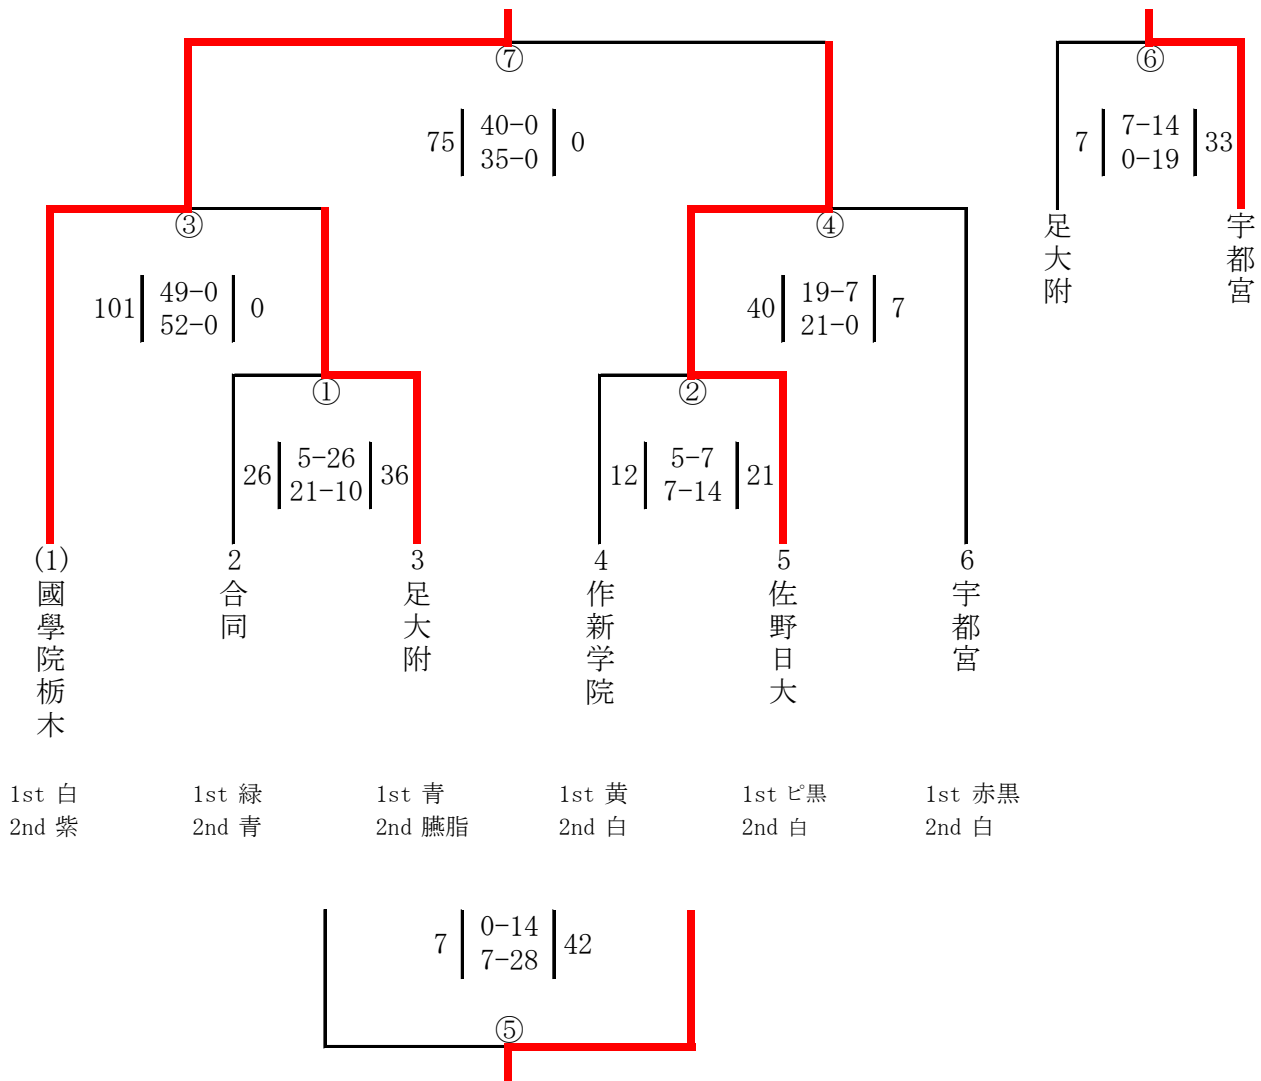 ⑦
75 40-0 0
35-0
⑥
7 7-14 33
0-19
足大附
宇都宮
③
101 49-0 0
52-0
④
40 19-7 7
21-0
①
26 5-26 36
21-10
②
12 5-7 21
7-14
(1) 2 3 4 5 6
國學院栃木
合同
足大附
作新学院
佐野日大
宇都宮
1st 白 1st 緑 1st 青 1st 黄 1st ピ黒 1st 赤黒
2nd 紫 2nd 青 2nd 臙脂 2nd 白 2nd 白 2nd 白
7 0-14 42
7-28
⑤